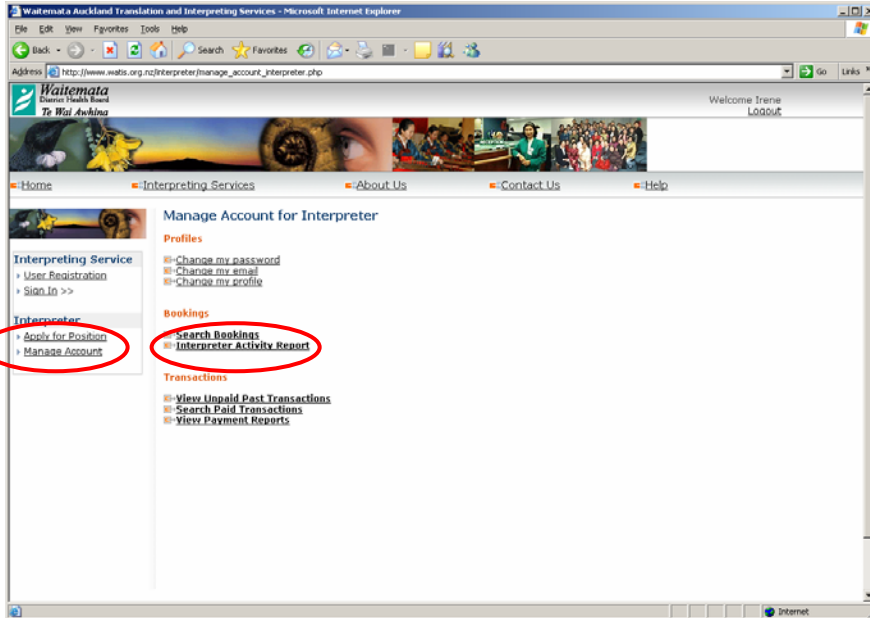 Waitemata Auckland Translation and Interpreting Services - Microsoft Internet Explorer
File Edit View Favorites Tools Help
Back Search Favorites
Address http://www.watis.org.nz/interpreter/manage_account_interpreter.php Go Links
Waitemata
District Health Board
Te Wai Awhina
Welcome Irene
Logout
Home Interpreting Services About Us Contact Us Help
Manage Account for Interpreter
Profiles
Change my password
Change my email
Change my profile
Bookings
Search Bookings
Interpreter Activity Report
Transactions
View Unpaid Past Transactions
Search Paid Transactions
View Payment Reports
Interpreting Service
User Registration
Sign In >>
Interpreter
Apply for Position
Manage Account
Internet